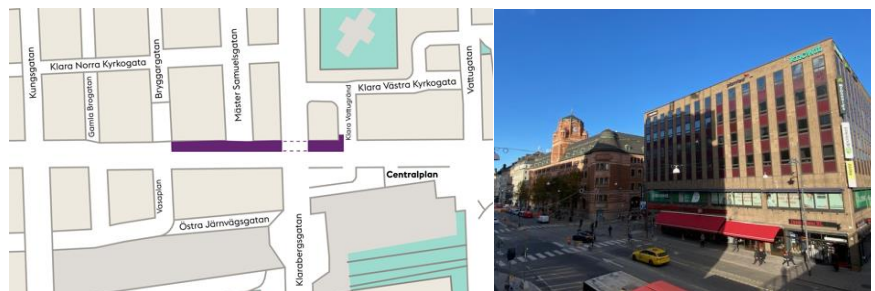 Kungsgatan
Klara Norra Kyrkogata
Gamla Brogatan
Bryggargatan
Mäster Samuelsgatan
Klara Västra Kyrkogata
Vattugatan
Klara Vattugränd
Centralplan
Vasaplan
Östra Järnvägsgatan
Klarabergsgatan